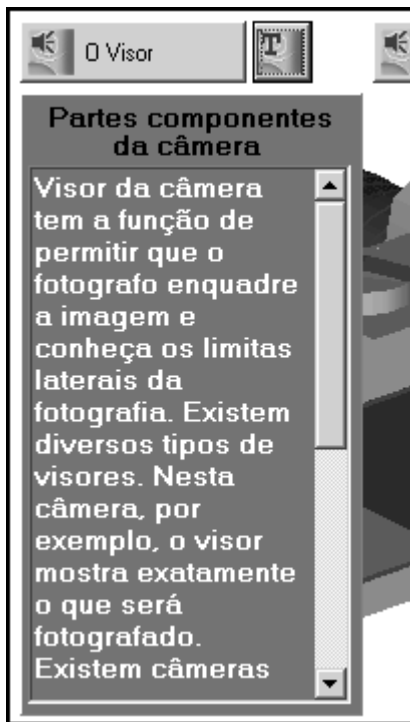 O Visor
T
Partes componentes
da câmera
Visor da câmera
tem a função de
permitir que o
fotografo enquadre
a imagem e
conheça os limitas
laterais da
fotografia. Existem
diversos tipos de
visores. Nesta
câmera, por
exemplo, o visor
mostra exatamente
o que será
fotografado.
Existem câmeras